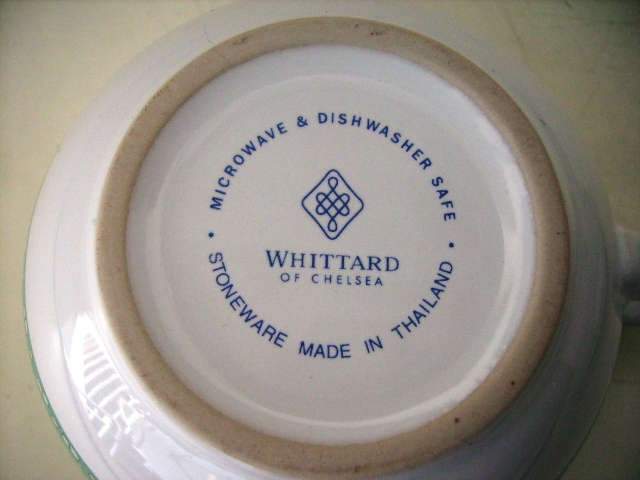 MICROWAVE & DISHWASHER SAFE
WHITTARD
OF CHELSEA
• STONEWARE MADE IN THAILAND •